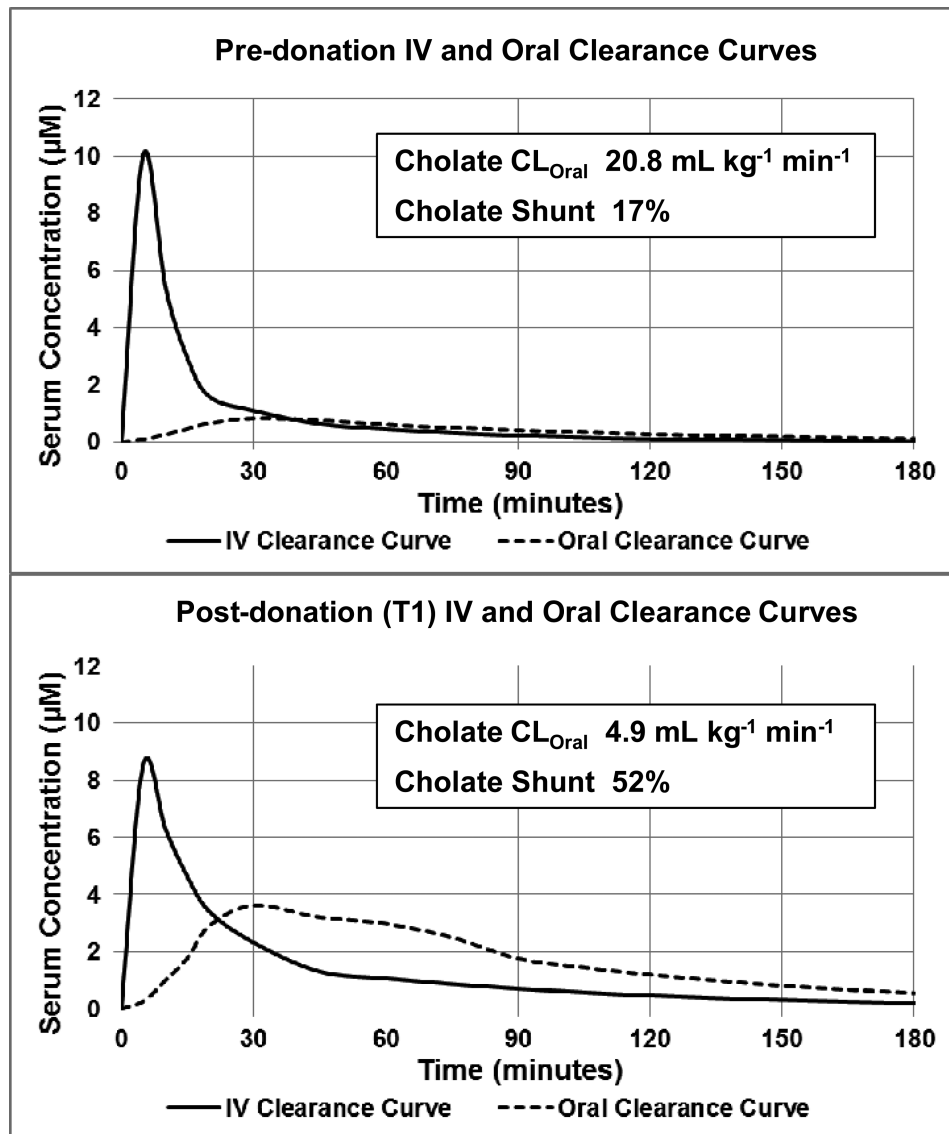 Pre-donation IV and Oral Clearance Curves
12
10
8
6
4
2
0
Serum Concentration (µM)
Cholate CL_Oral 20.8 mL kg⁻¹ min⁻¹
Cholate Shunt 17%
0 30 60 90 120 150 180
Time (minutes)
IV Clearance Curve Oral Clearance Curve
Post-donation (T1) IV and Oral Clearance Curves
12
10
8
6
4
2
0
Serum Concentration (µM)
Cholate CL_Oral 4.9 mL kg⁻¹ min⁻¹
Cholate Shunt 52%
0 30 60 90 120 150 180
Time (minutes)
IV Clearance Curve Oral Clearance Curve